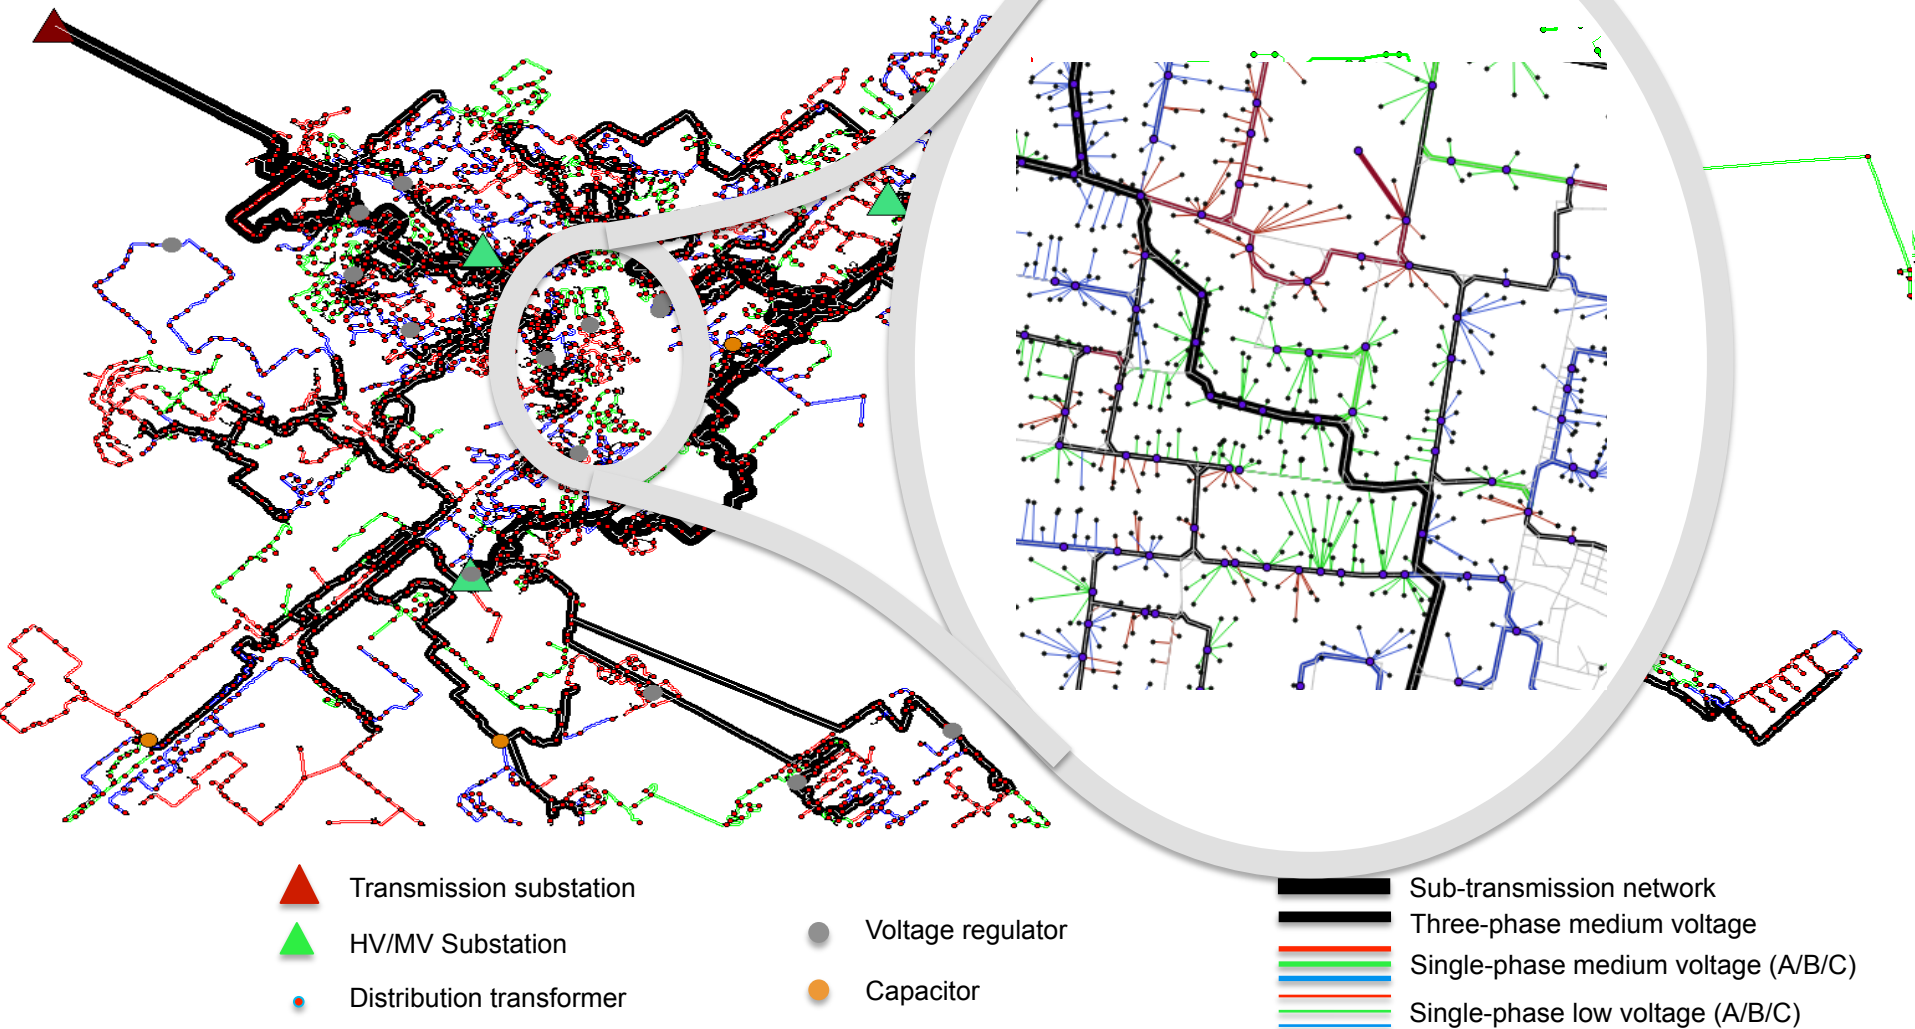 Transmission substation
HV/MV Substation
Distribution transformer
Voltage regulator
Capacitor
Sub-transmission network
Three-phase medium voltage
Single-phase medium voltage (A/B/C)
Single-phase low voltage (A/B/C)